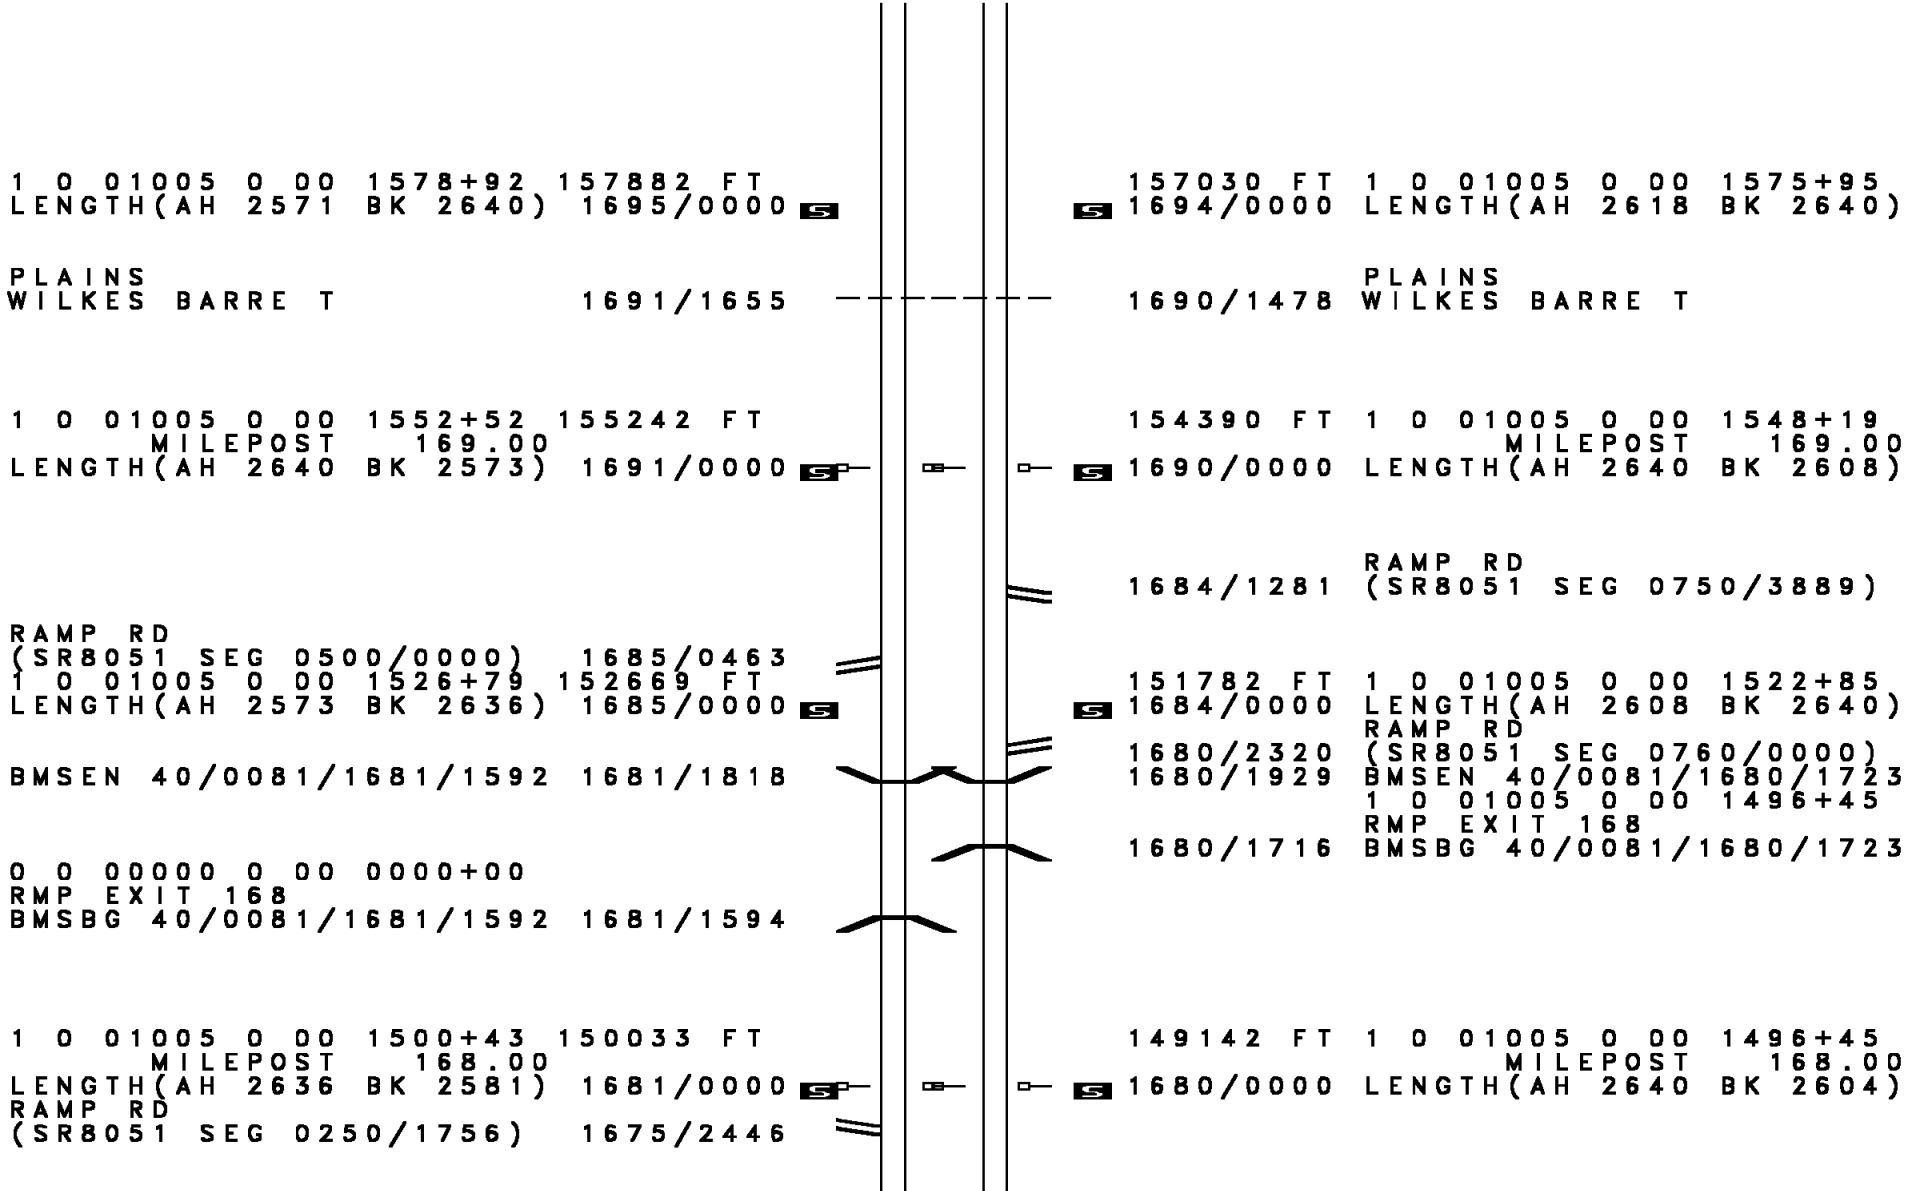 1 0 01005 0 00 1578+92 157882 FT
LENGTH(AH 2571 BK 2640) 1695/0000 S
PLAINS
WILKES BARRE T 1691/1655
1 0 01005 0 00 1552+52 155242 FT
MILEPOST 169.00
LENGTH(AH 2640 BK 2573) 1691/0000 S
RAMP RD
(SR8051 SEG 0500/0000) 1685/0463
1 0 01005 0 00 1526+79 152669 FT
LENGTH(AH 2573 BK 2636) 1685/0000 S
BMSEN 40/0081/1681/1592 1681/1818
0 0 00000 0 00 0000+00
RMP EXIT 168
BMSBG 40/0081/1681/1592 1681/1594
1 0 01005 0 00 1500+43 150033 FT
MILEPOST 168.00
LENGTH(AH 2636 BK 2581) 1681/0000 S
RAMP RD
(SR8051 SEG 0250/1756) 1675/2446
157030 FT 1 0 01005 0 00 1575+95
S 1694/0000 LENGTH(AH 2618 BK 2640)
PLAINS
1690/1478 WILKES BARRE T
154390 FT 1 0 01005 0 00 1548+19
MILEPOST 169.00
S 1690/0000 LENGTH(AH 2640 BK 2608)
RAMP RD
1684/1281 (SR8051 SEG 0750/3889)
151782 FT 1 0 01005 0 00 1522+85
S 1684/0000 LENGTH(AH 2608 BK 2640)
RAMP RD
1680/2320 (SR8051 SEG 0760/0000)
1680/1929 BMSEN 40/0081/1680/1723
1 0 01005 0 00 1496+45
RMP EXIT 168
1680/1716 BMSBG 40/0081/1680/1723
149142 FT 1 0 01005 0 00 1496+45
MILEPOST 168.00
S 1680/0000 LENGTH(AH 2640 BK 2604)